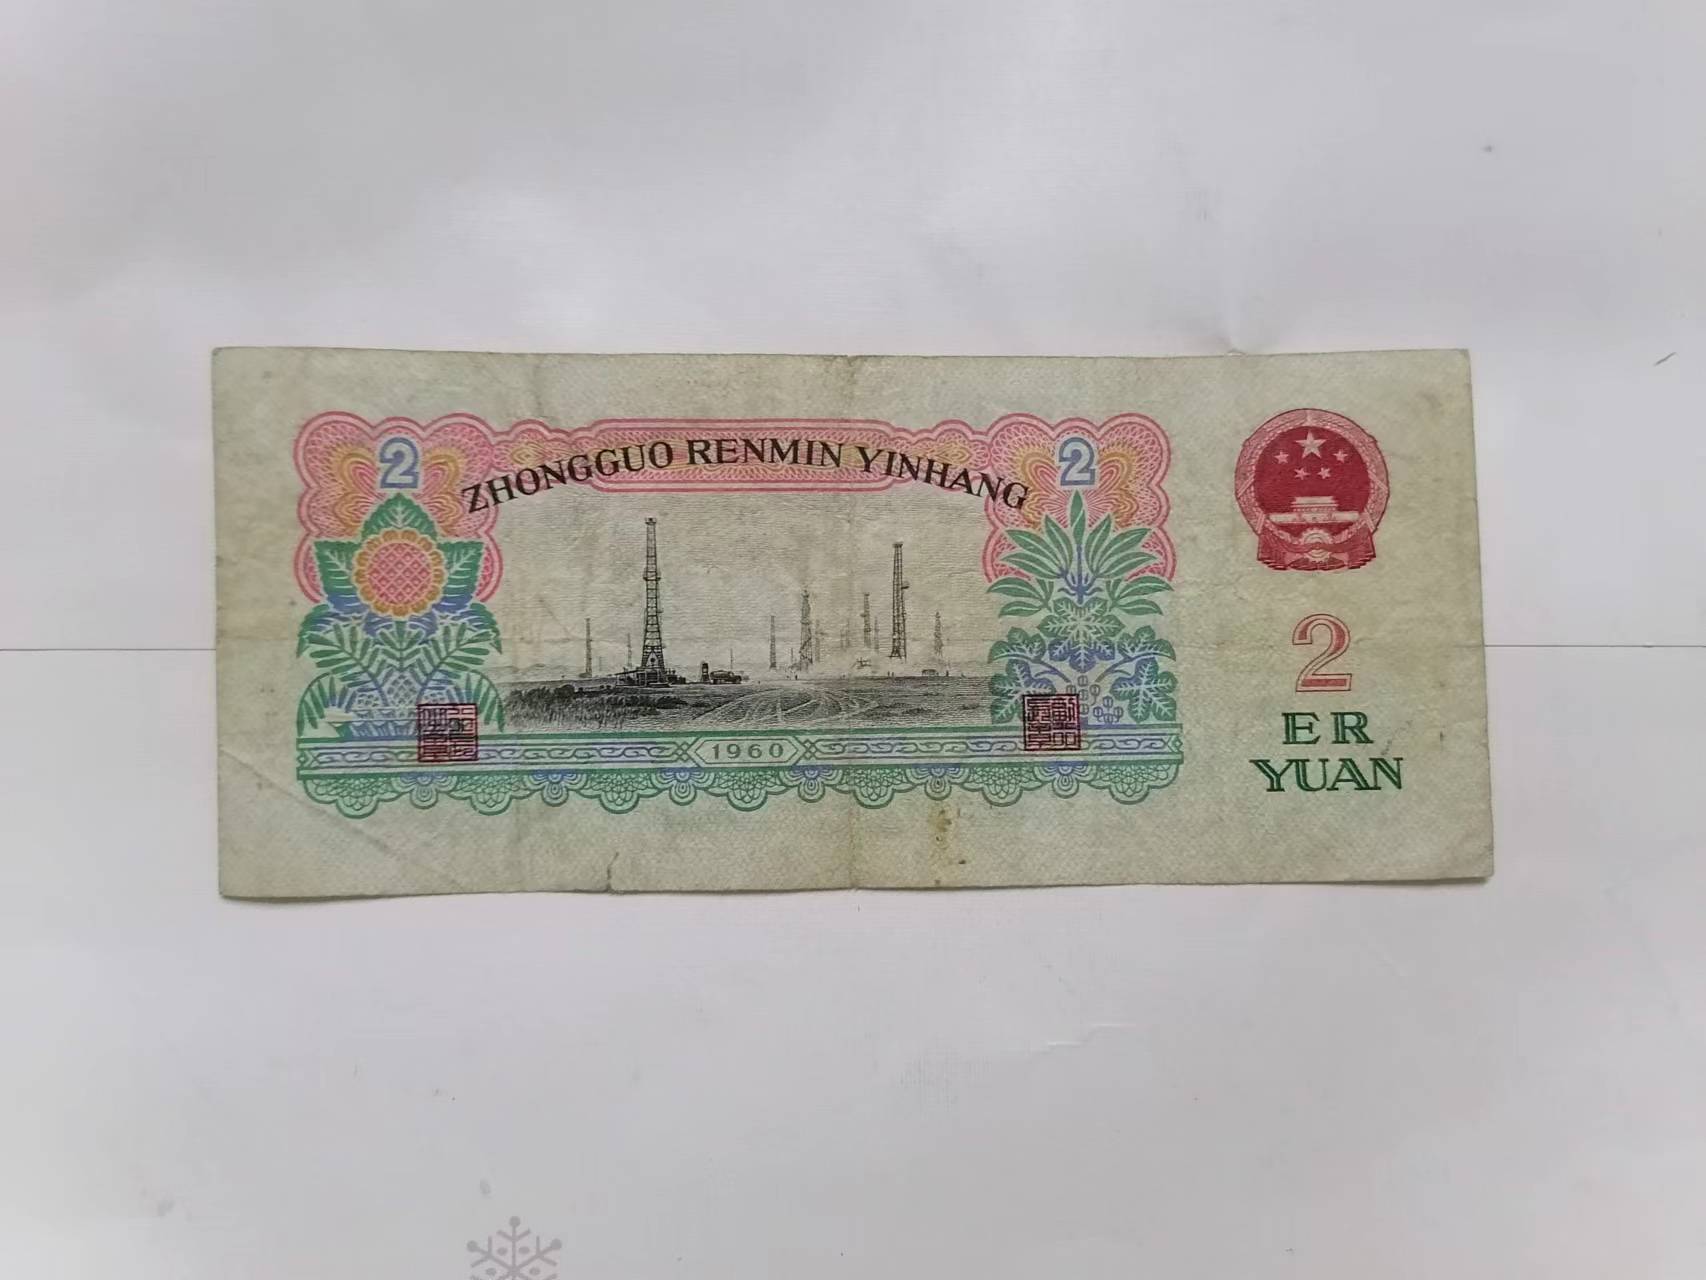 2 ZHONGGUO RENMIN YINHANG 2
1960
2
ER
YUAN